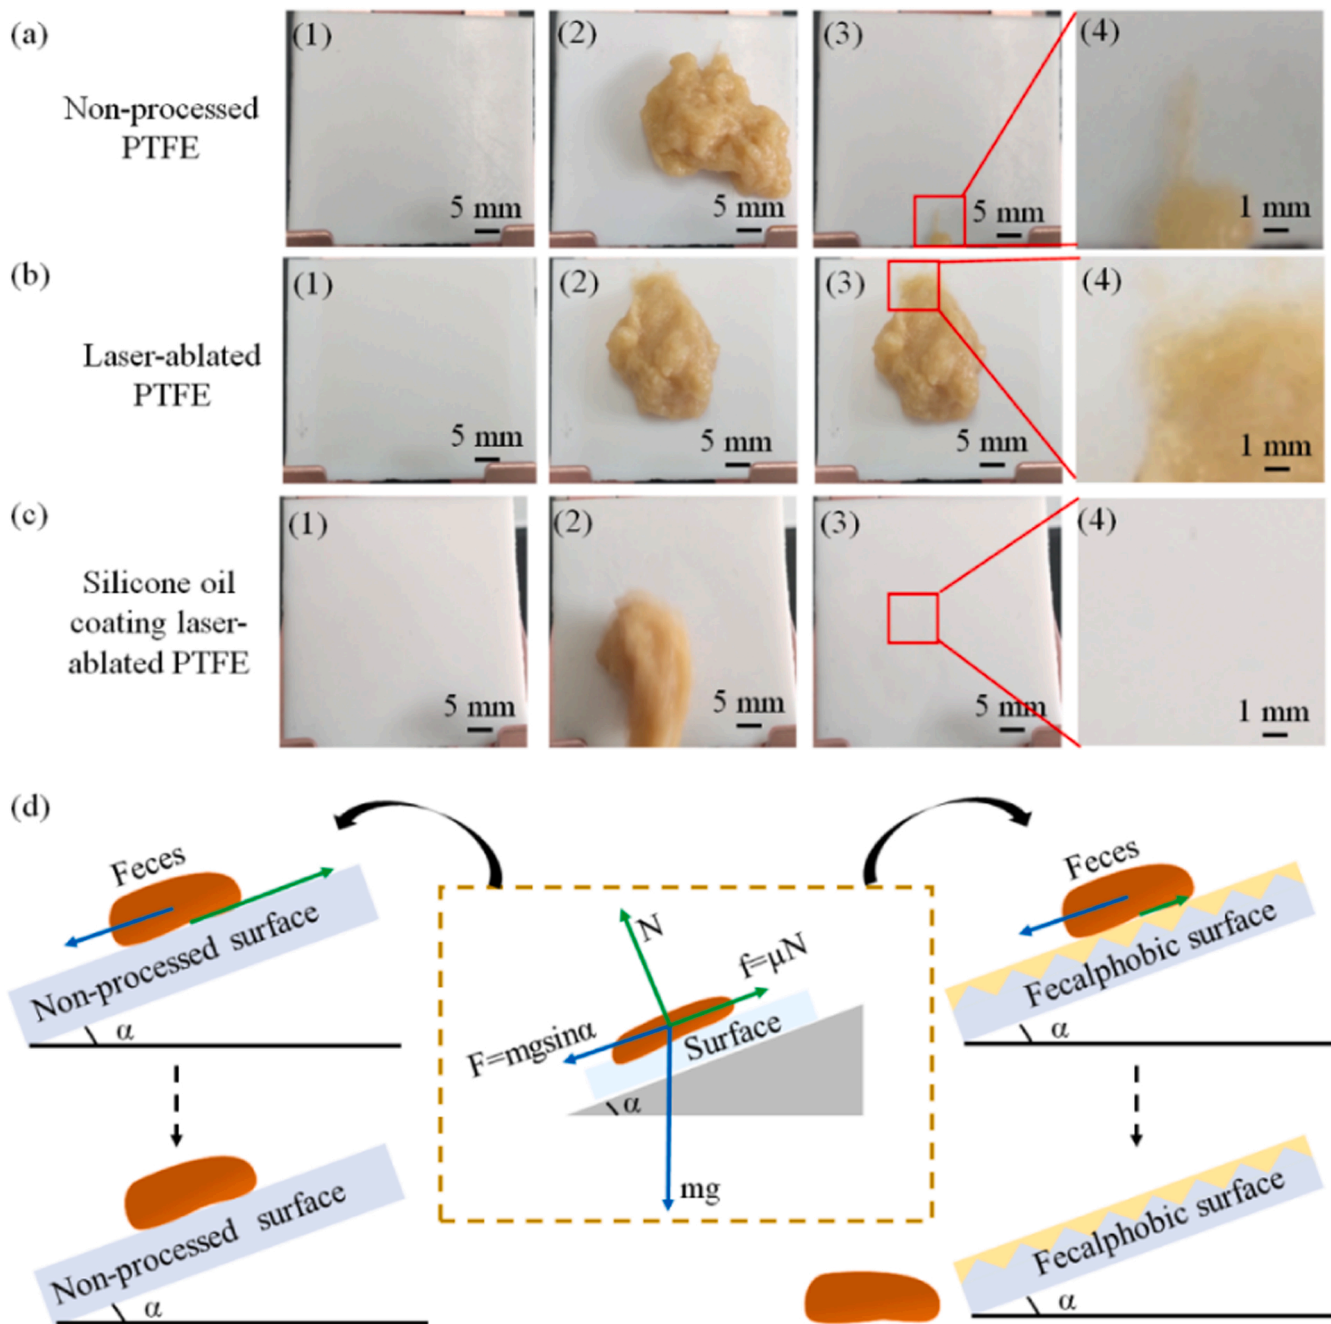 (a)
Non-processed
PTFE
(1)
5 mm
(2)
5 mm
(3)
5 mm
(4)
1 mm
(b)
Laser-ablated
PTFE
(1)
5 mm
(2)
5 mm
(3)
5 mm
(4)
1 mm
(c)
Silicone oil
coating laser-
ablated PTFE
(1)
5 mm
(2)
5 mm
(3)
5 mm
(4)
1 mm
(d)
Feces
Non-processed surface
α
Non-processed surface
α
N
f=μN
F=mgsinα
Surface
α
mg
Feces
Fecalphobic surface
α
Fecalphobic surface
α